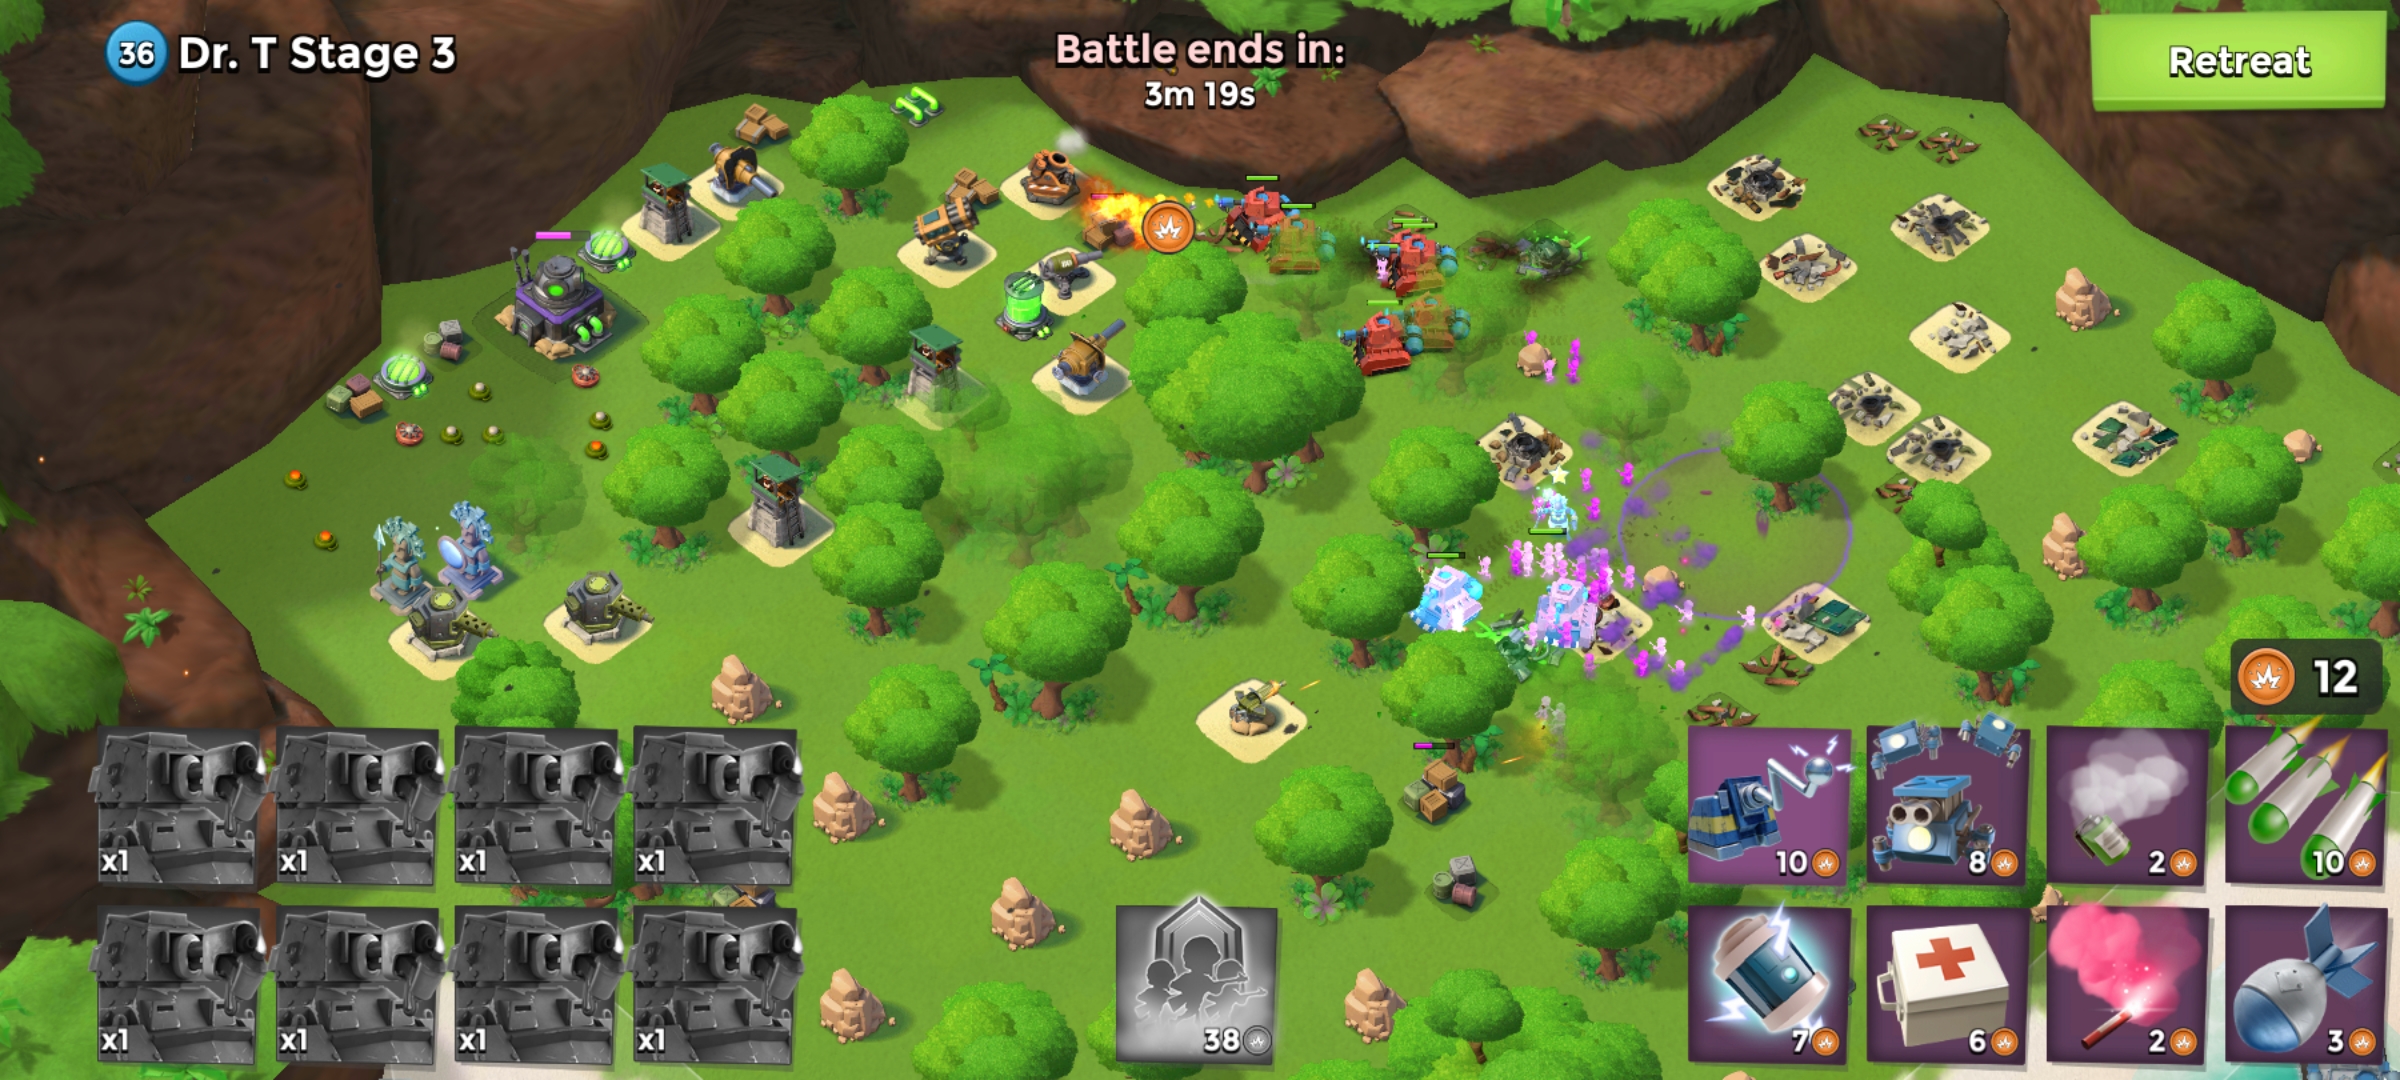 36 Dr. T Stage 3
Battle ends in:
3m 19s
Retreat
12
x1 x1 x1 x1
10 8 2 10
x1 x1 x1 x1
38
7 6 2 3